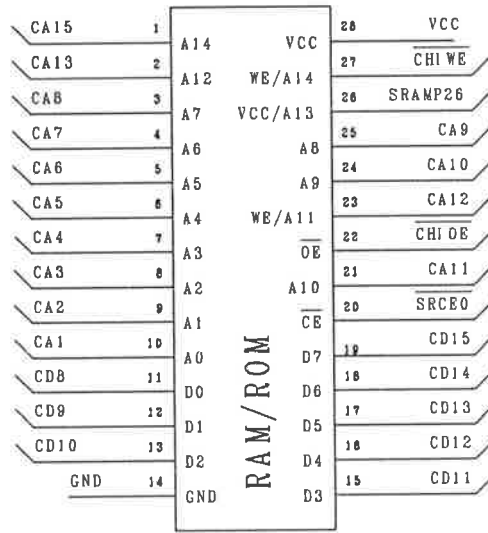 CA15 1 A14 VCC 28 VCC
CA13 2 A12 WE/A14 27 CHIWE
CA8 3 A7 VCC/A13 26 SRAMP26
CA7 4 A6 A8 25 CA9
CA6 5 A5 A9 24 CA10
CA5 6 A4 WE/A11 23 CA12
CA4 7 A3 OE 22 CHIOE
CA3 8 A2 A10 21 CA11
CA2 9 A1 CE 20 SRCE0
CA1 10 A0 D7 19 CD15
CD8 11 D0 D6 18 CD14
CD9 12 D1 D5 17 CD13
CD10 13 D2 D4 16 CD12
GND 14 GND D3 15 CD11
RAM/ROM